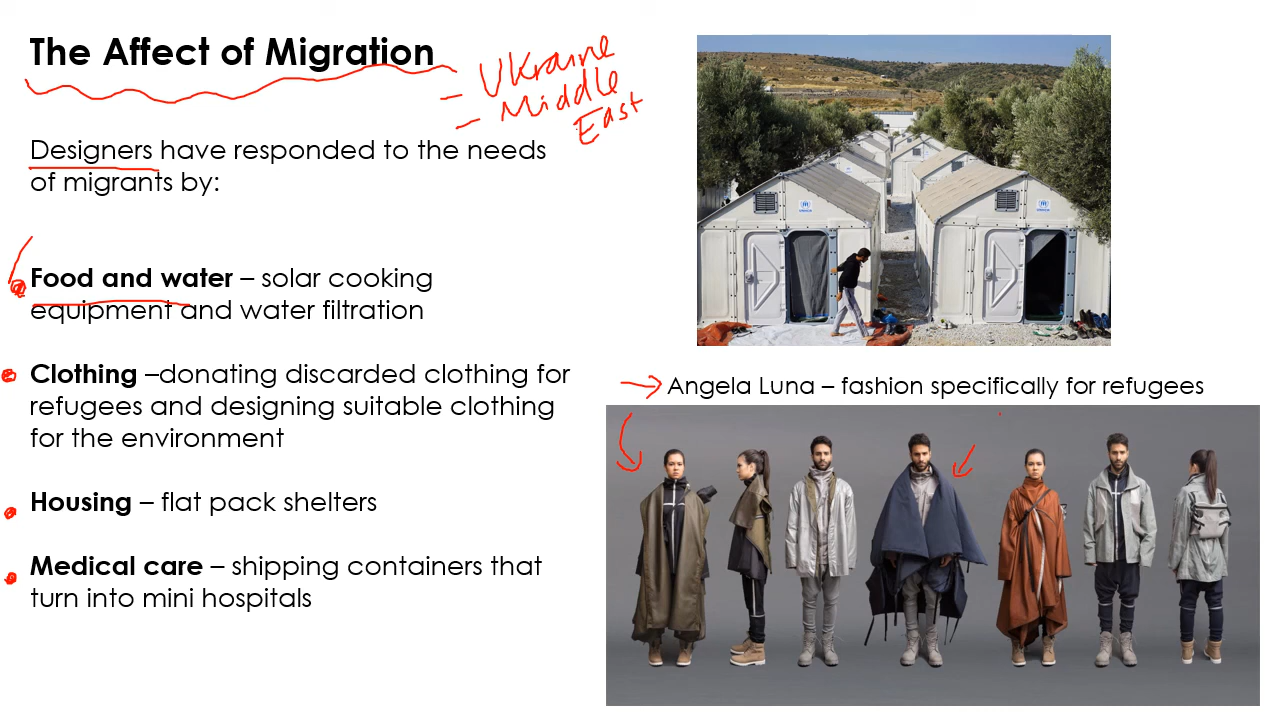 The Affect of Migration
- Ukraine
- Middle
East
Designers have responded to the needs
of migrants by:
Food and water – solar cooking
equipment and water filtration
Clothing –donating discarded clothing for
refugees and designing suitable clothing
for the environment
Housing – flat pack shelters
Medical care – shipping containers that
turn into mini hospitals
Angela Luna – fashion specifically for refugees